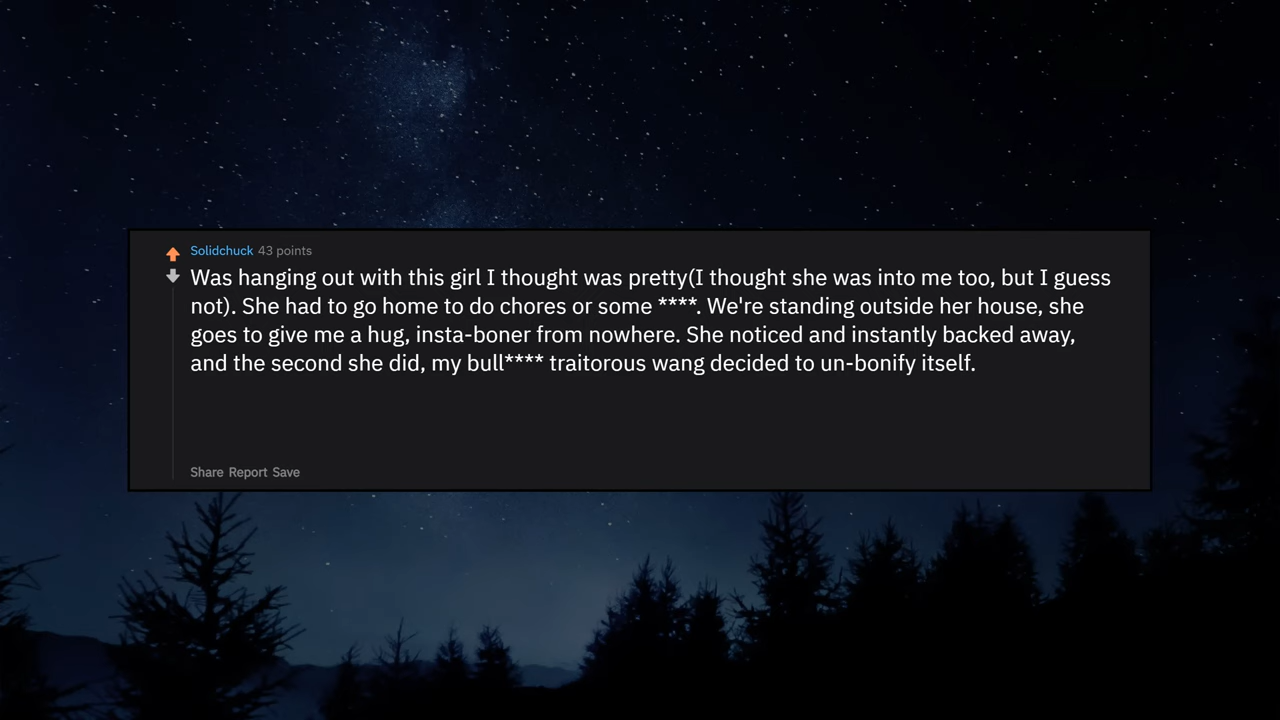 Solidchuck 43 points
Was hanging out with this girl I thought was pretty(I thought she was into me too, but I guess
not). She had to go home to do chores or some ****. We're standing outside her house, she
goes to give me a hug, insta-boner from nowhere. She noticed and instantly backed away,
and the second she did, my bull**** traitorous wang decided to un-bonify itself.
Share Report Save